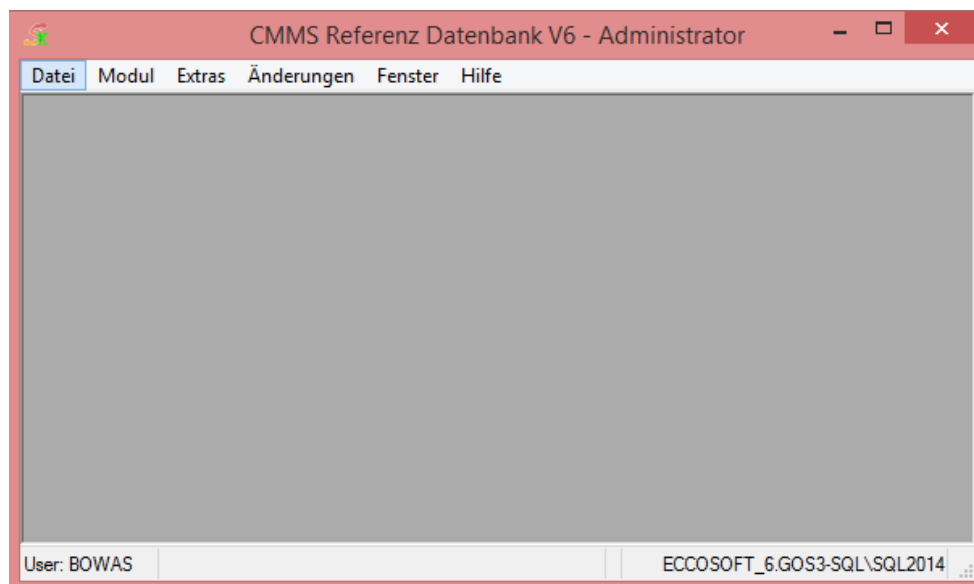 CMMS Referenz Datenbank V6 - Administrator
Datei Modul Extras Änderungen Fenster Hilfe
User: BOWAS ECCOSOFT_6.GOS3-SQL\SQL2014